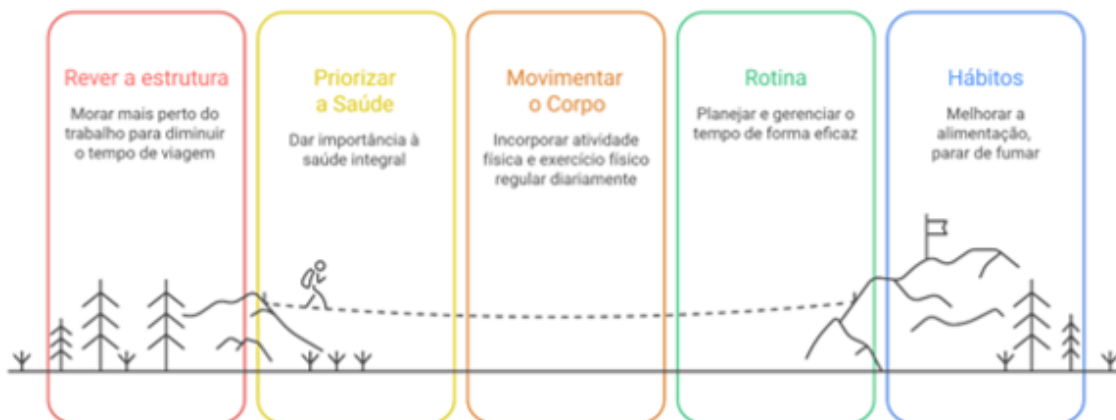 Rever a estrutura
Morar mais perto do
trabalho para diminuir
o tempo de viagem
Priorizar
a Saúde
Dar importância à
saúde integral
Movimentar
o Corpo
Incorporar atividade
física e exercício físico
regular diariamente
Rotina
Planejar e gerenciar o
tempo de forma eficaz
Hábitos
Melhorar a
alimentação,
parar de fumar